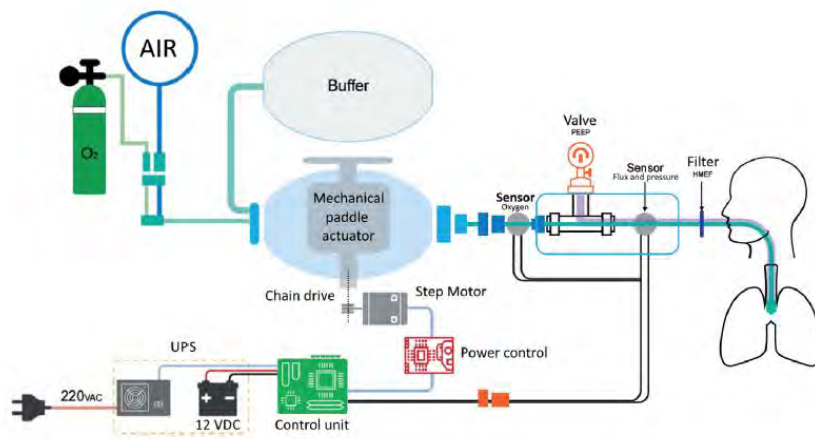 AIR
O₂
Buffer
Mechanical
paddle
actuator
Valve
PEEP
Sensor
Oxygen
Sensor
Flux and pressure
Filter
HMEF
Chain drive
Step Motor
Power control
UPS
220VAC
12 VDC
Control unit